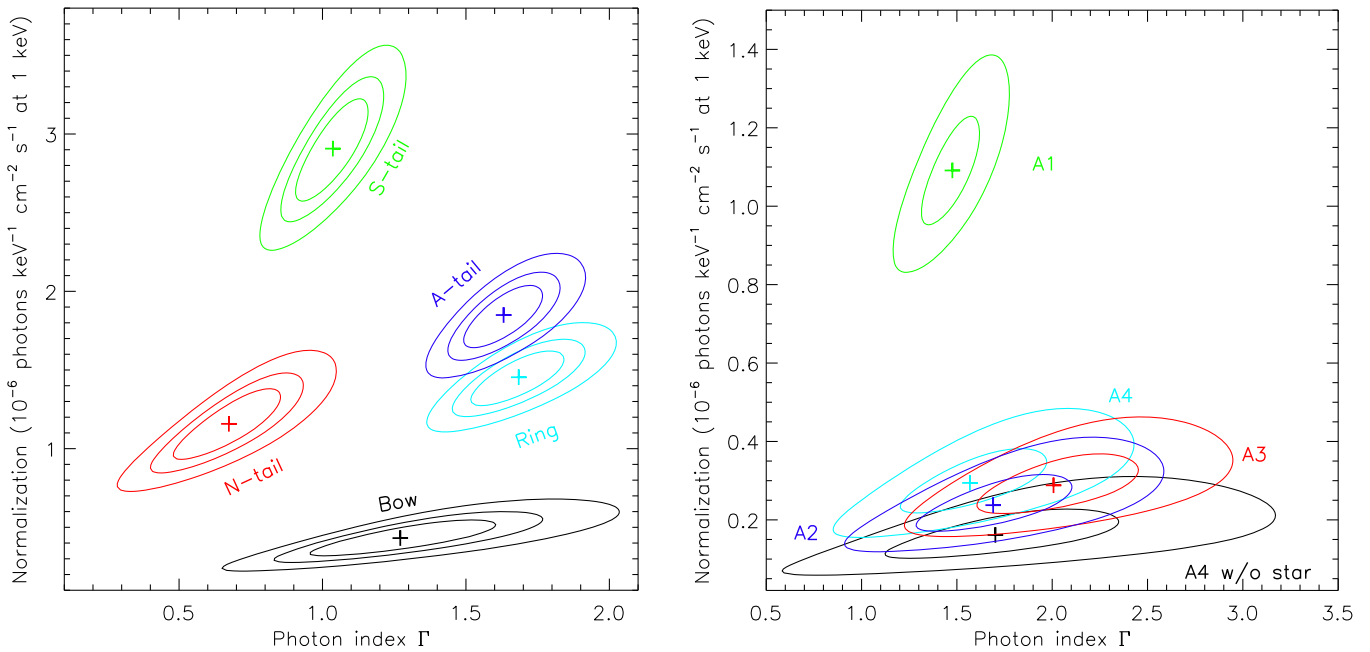 Normalization (10⁻⁶ photons keV⁻¹ cm⁻² s⁻¹ at 1 keV)
3
2
1
S-tail
A-tail
Ring
N-tail
Bow
0.5 1.0 1.5 2.0
Photon index Γ
Normalization (10⁻⁶ photons keV⁻¹ cm⁻² s⁻¹ at 1 keV)
1.4
1.2
1.0
0.8
0.6
0.4
0.2
A1
A4
A3
A2
A4 w/o star
0.5 1.0 1.5 2.0 2.5 3.0 3.5
Photon index Γ